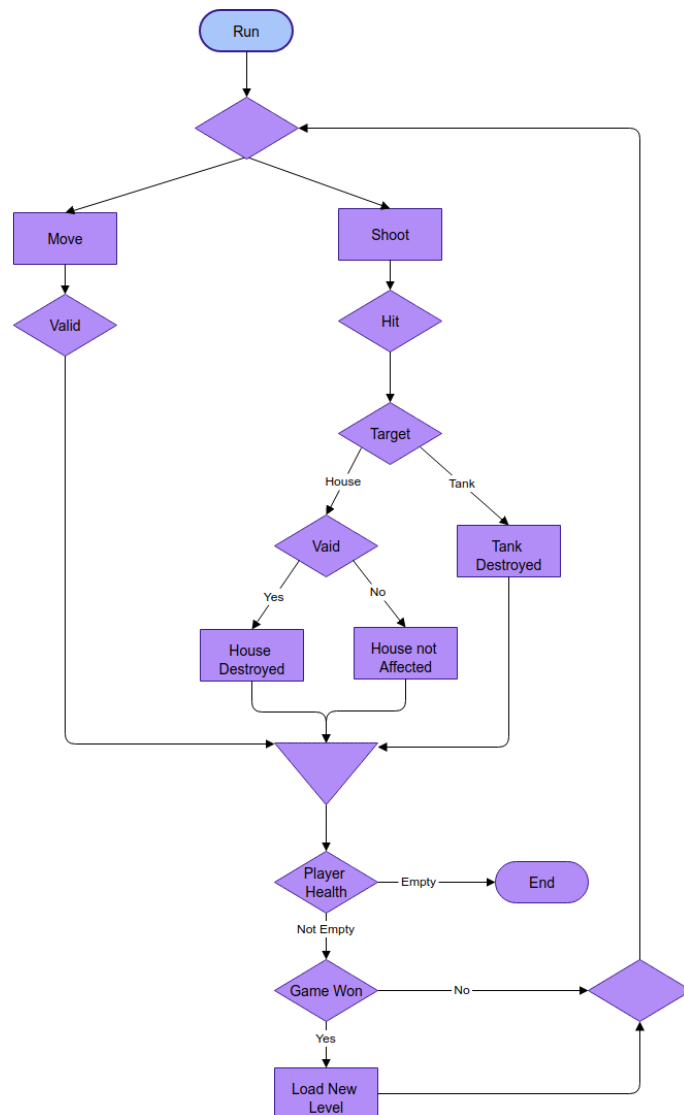 Run
Move
Shoot
Valid
Hit
Target
House
Tank
Vaid
Tank
Destroyed
Yes
No
House
Destroyed
House not
Affected
Player
Health
Empty
End
Not Empty
Game Won
No
Yes
Load New
Level